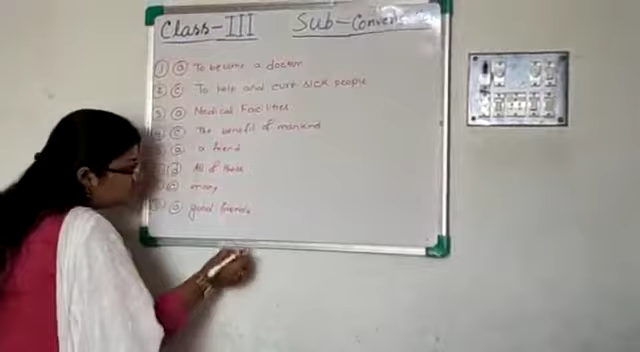 Class-III Sub-Convers
① ⓐ To become a doctor
② ⓒ To help and cure sick people
③ ⓐ Medical Facilities
④ ⓒ The benefit of mankind
ⓐ a friend
ⓓ All of these
ⓒ many
ⓐ good friends